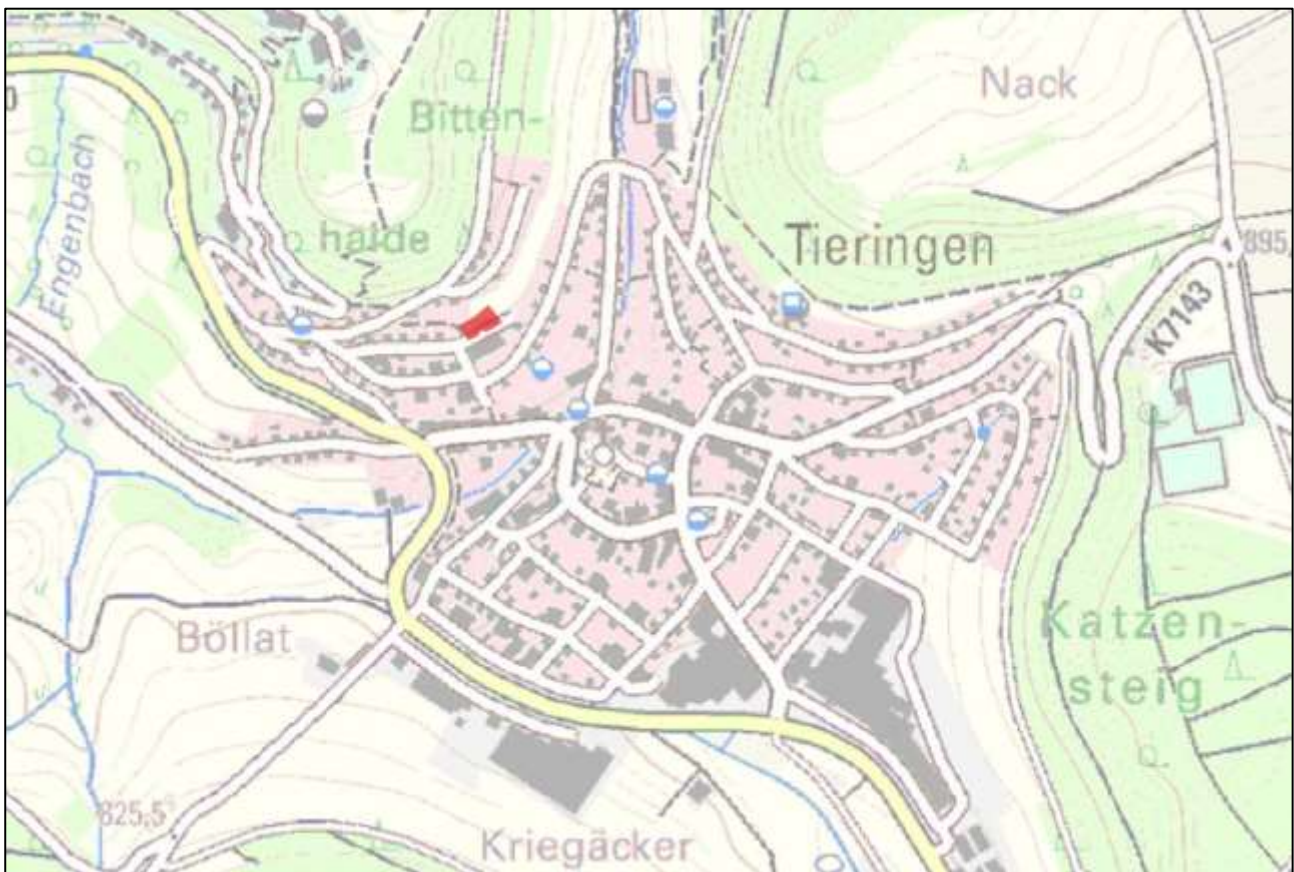 Nack
Bitten-
halde
Engenbach
Tieringen
895,
K7143
Böllat
Katzen-
steig
825,5
Kriegäcker